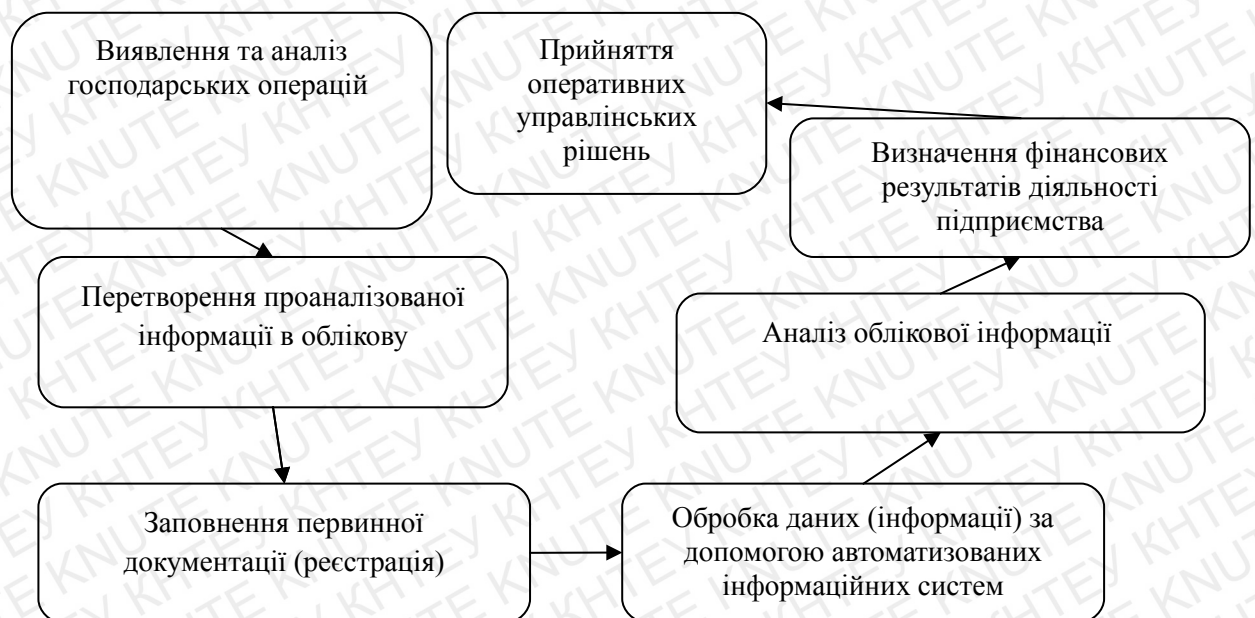 Виявлення та аналіз
господарських операцій
Прийняття
оперативних
управлінських
рішень
Визначення фінансових
результатів діяльності
підприємства
Перетворення проаналізованої
інформації в облікову
Аналіз облікової інформації
Заповнення первинної
документації (реєстрація)
Обробка даних (інформації) за
допомогою автоматизованих
інформаційних систем